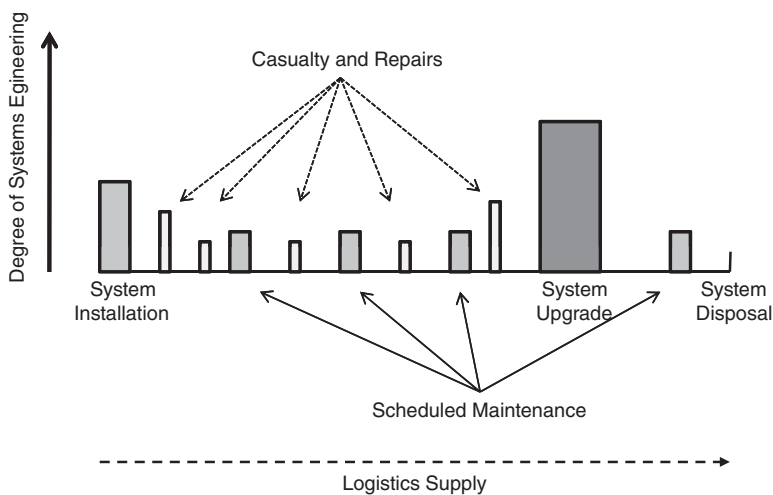 Degree of Systems Egineering
Casualty and Repairs
System
Installation
System
Upgrade
System
Disposal
Scheduled Maintenance
Logistics Supply